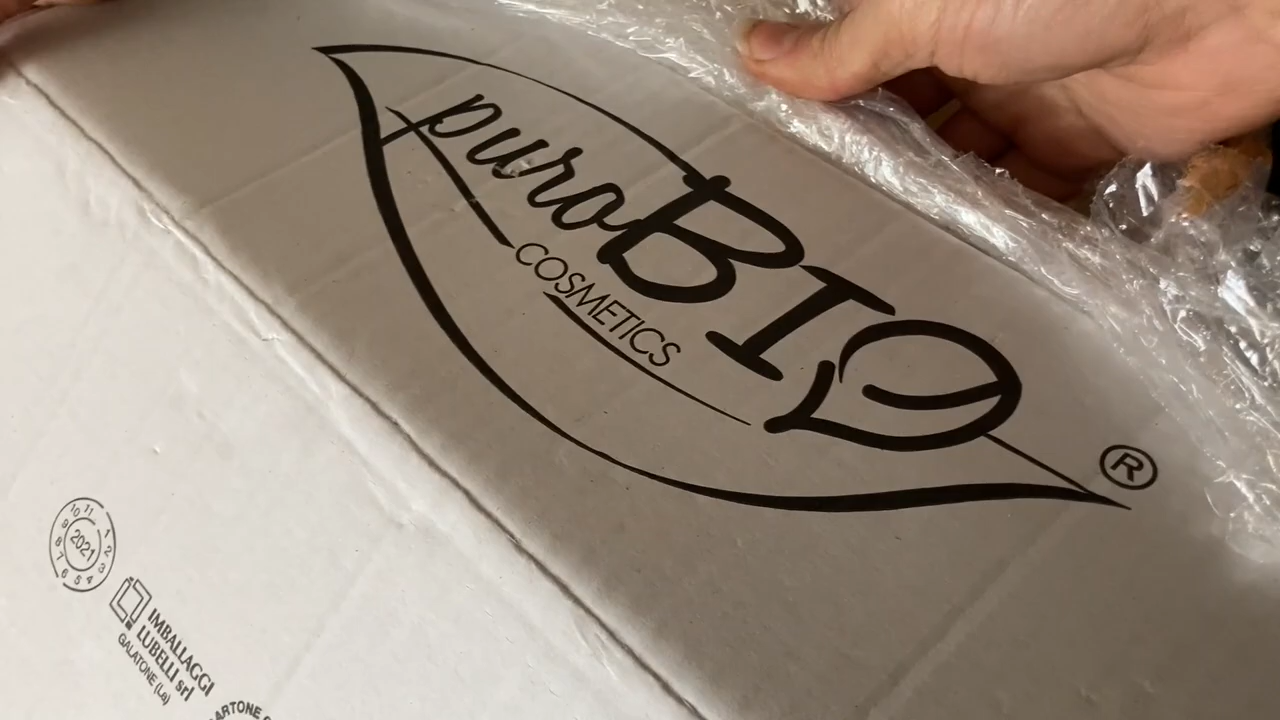 puroBIO
COSMETICS
®
10 11 1 2 3 4 5 6 7 8 9
2021
IMBALLAGGI
LUBELLI srl
GALATONE (Le)